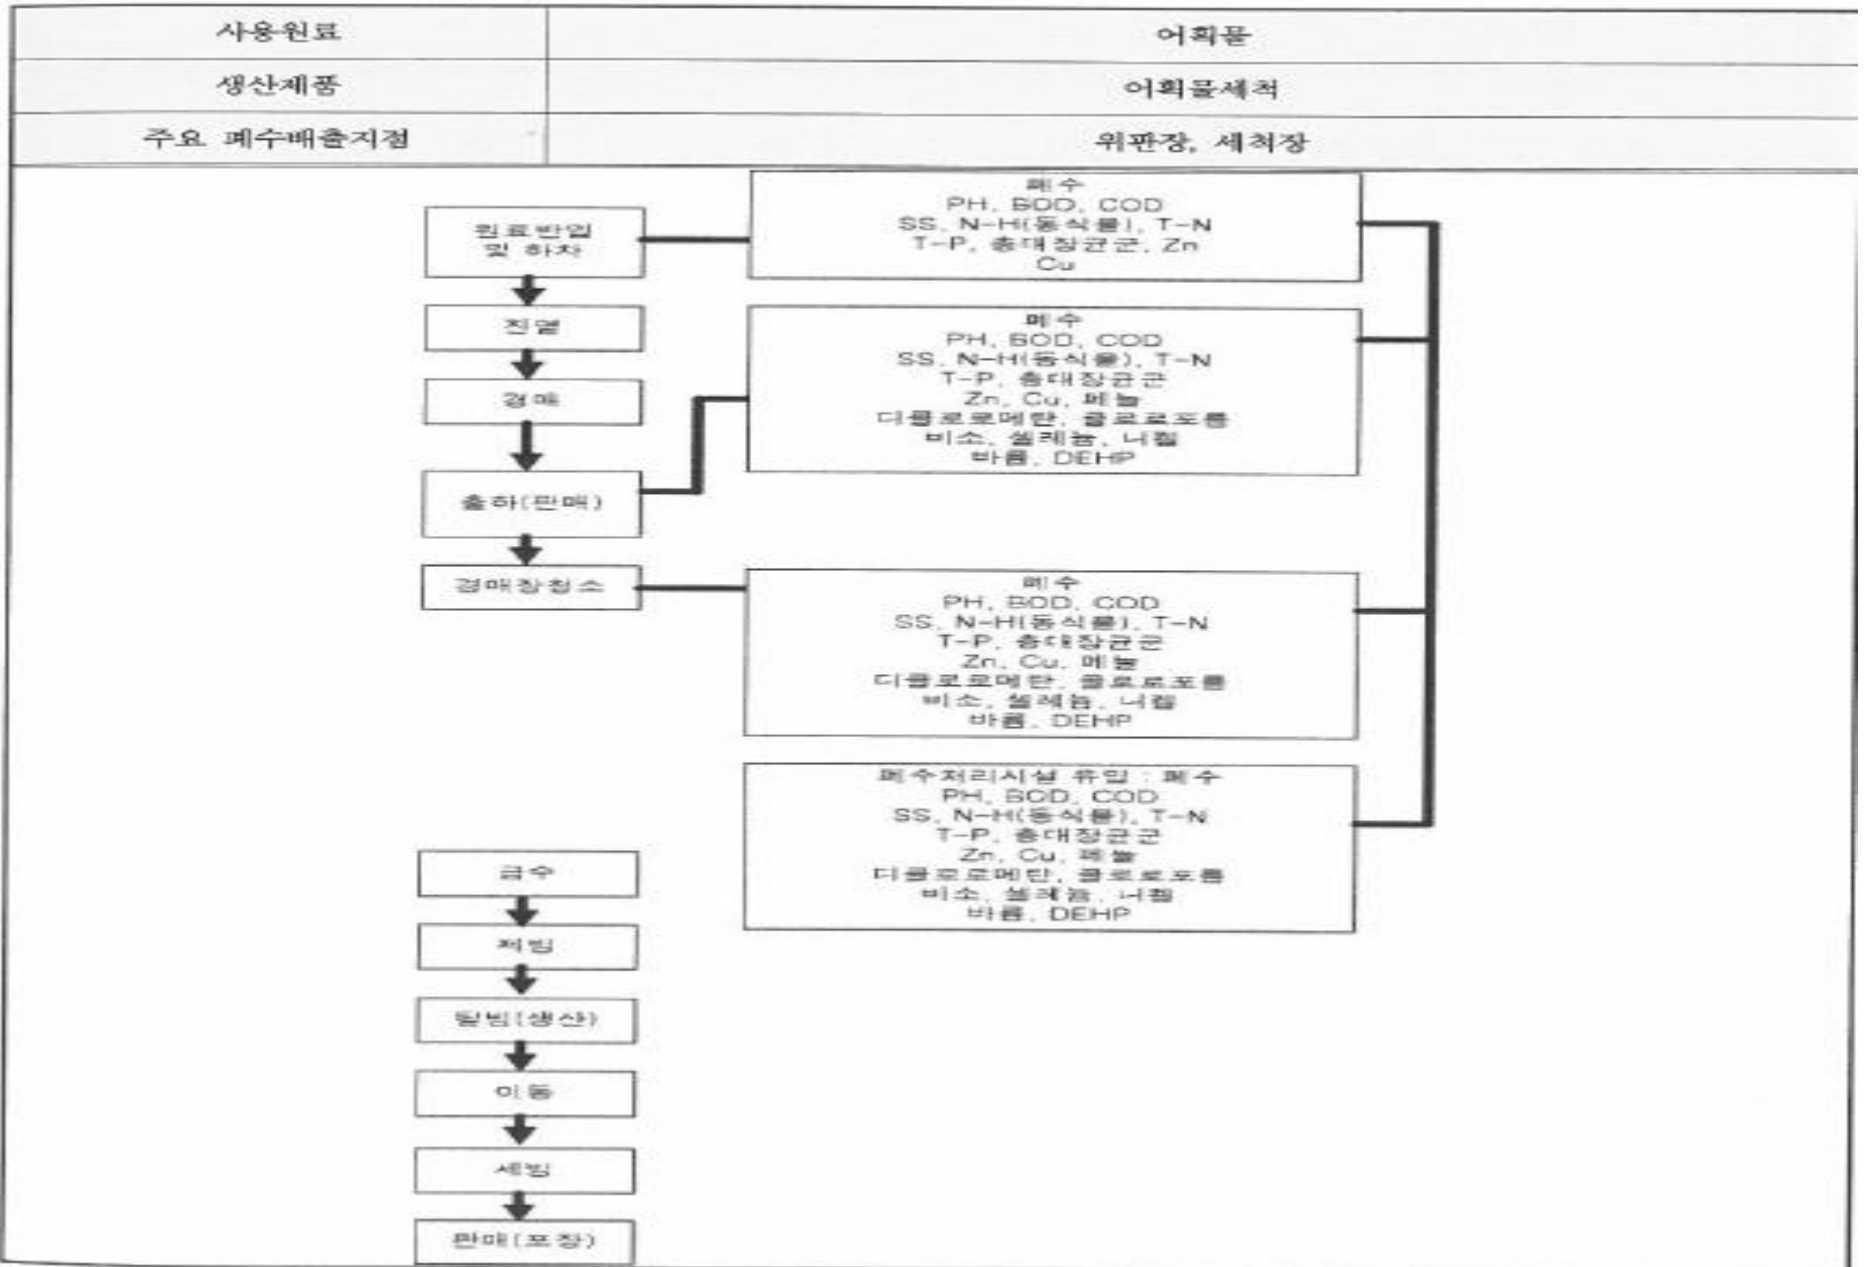 사용원료
어획물
생산제품
어획물세척
주요 폐수배출지점
위판장, 세척장
원료반입
및 하차
폐수
PH, BOD, COD
SS, N-H(동식물), T-N
T-P, 총대장균군, Zn
Cu
진열
경매
출하(판매)
경매장청소
폐수
PH, BOD, COD
SS, N-H(동식물), T-N
T-P, 총대장균군
Zn, Cu, 페놀
디클로로메탄, 클로로포름
비소, 셀레늄, 니켈
바륨, DEHP
폐수
PH, BOD, COD
SS, N-H(동식물), T-N
T-P, 총대장균군
Zn, Cu, 페놀
디클로로메탄, 클로로포름
비소, 셀레늄, 니켈
바륨, DEHP
폐수처리시설 유입 : 폐수
PH, BOD, COD
SS, N-H(동식물), T-N
T-P, 총대장균군
Zn, Cu, 페놀
디클로로메탄, 클로로포름
비소, 셀레늄, 니켈
바륨, DEHP
급수
제빙
탈빙(생산)
이동
세빙
판매(포장)